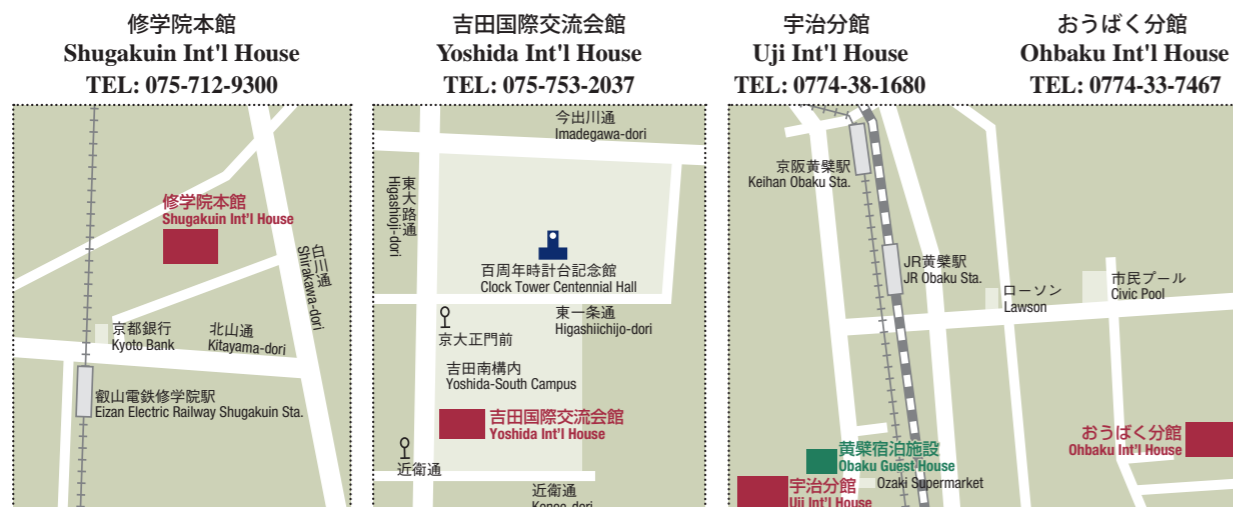 修学院本館
Shugakuin Int'l House
TEL: 075-712-9300
吉田国際交流会館
Yoshida Int'l House
TEL: 075-753-2037
宇治分館
Uji Int'l House
TEL: 0774-38-1680
おうばく分館
Ohbaku Int'l House
TEL: 0774-33-7467
修学院本館
Shugakuin Int'l House
白川通
Shirakawa-dori
京都銀行
Kyoto Bank
北山通
Kitayama-dori
叡山電鉄修学院駅
Eizan Electric Railway Shugakuin Sta.
今出川通
Imadegawa-dori
東大路通
Higashioji-dori
百周年時計台記念館
Clock Tower Centennial Hall
東一条通
Higashiichijo-dori
京大正門前
吉田南構内
Yoshida-South Campus
吉田国際交流会館
Yoshida Int'l House
近衛通
近衛通
Konoe-dori
京阪黄檗駅
Keihan Obaku Sta.
JR黄檗駅
JR Obaku Sta.
ローソン
Lawson
市民プール
Civic Pool
おうばく分館
Ohbaku Int'l House
黄檗宿泊施設
Obaku Guest House
Ozaki Supermarket
宇治分館
Uji Int'l House